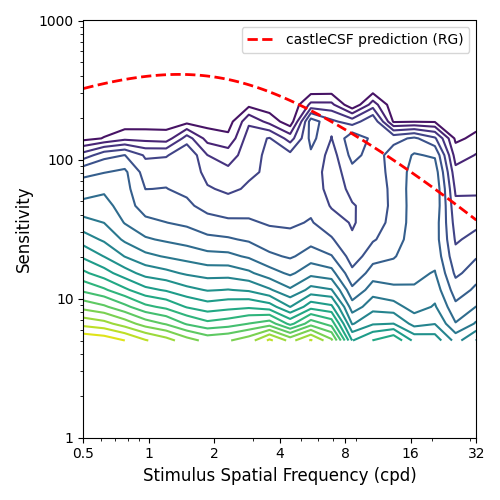 1000
castleCSF prediction (RG)
100
Sensitivity
10
1
0.5 1 2 4 8 16 32
Stimulus Spatial Frequency (cpd)